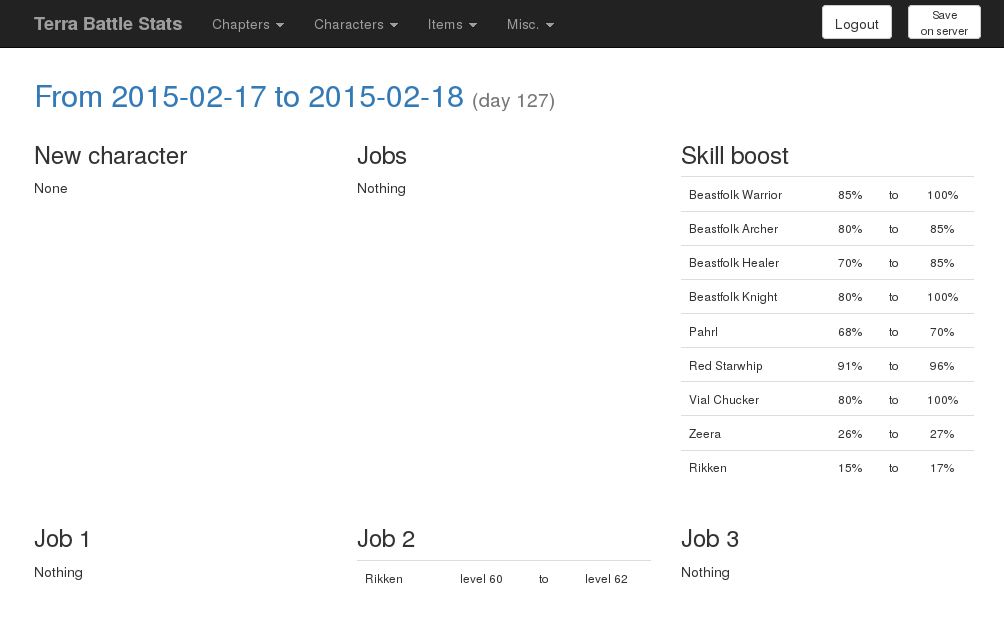 Terra Battle Stats Chapters Characters Items Misc. Logout Save
on server
From 2015-02-17 to 2015-02-18 (day 127)
New character
None
Jobs
Nothing
Skill boost
Beastfolk Warrior 85% to 100%
Beastfolk Archer 80% to 85%
Beastfolk Healer 70% to 85%
Beastfolk Knight 80% to 100%
Pahrl 68% to 70%
Red Starwhip 91% to 96%
Vial Chucker 80% to 100%
Zeera 26% to 27%
Rikken 15% to 17%
Job 1
Nothing
Job 2
Rikken level 60 to level 62
Job 3
Nothing